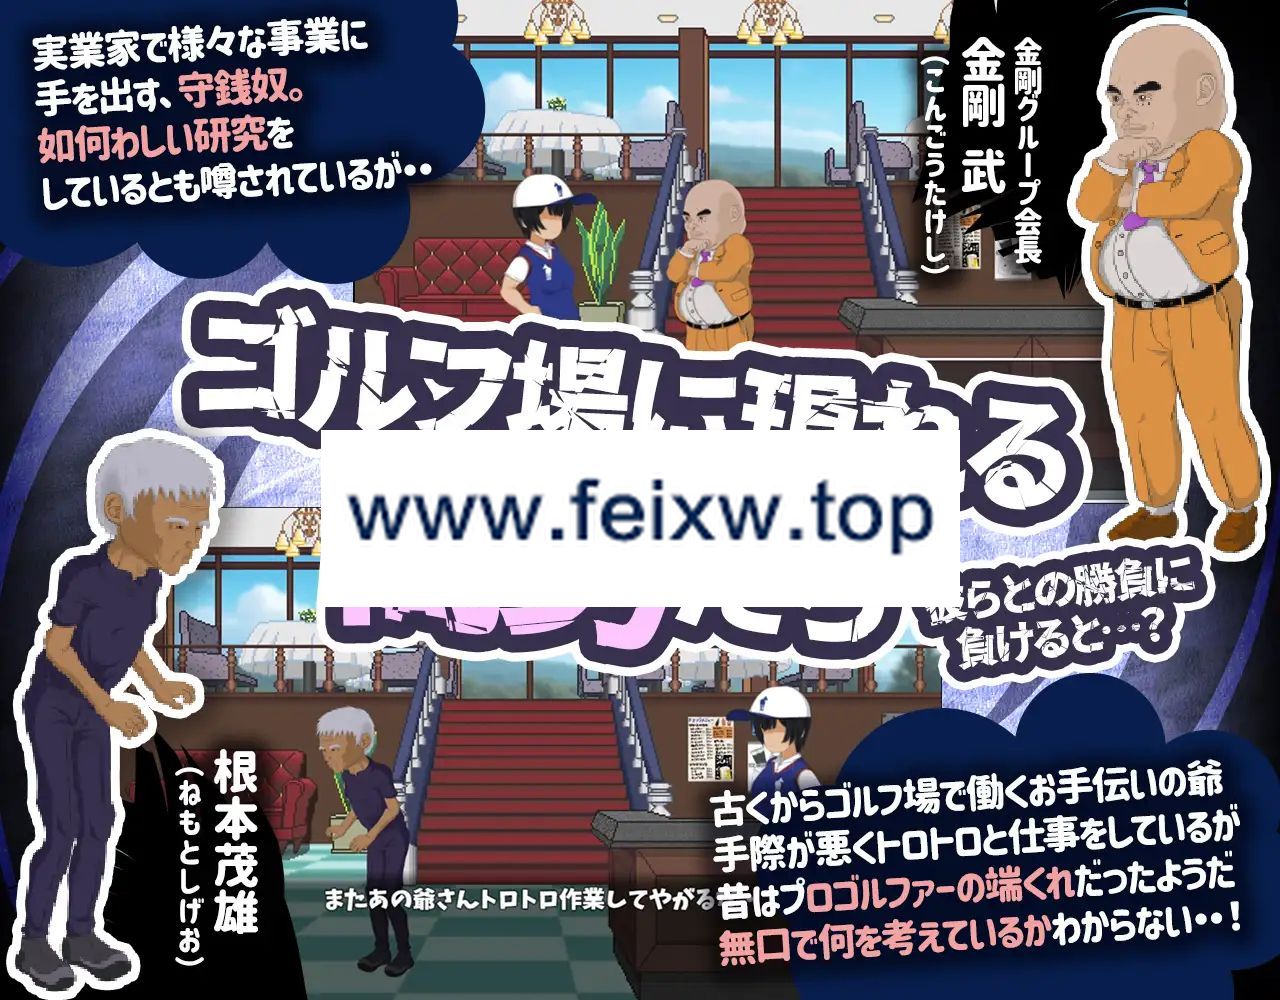 実業家で様々な事業に
手を出す、守銭奴。
如何わしい研究を
しているとも噂されているが・・
金剛グループ会長
金剛 武
(こんごうたけし)
ゴルフ場に現れる
www.feixw.top
彼らとの勝負に
負けると…?
根本茂雄
(ねもとしげお)
またあの爺さんトロトロ作業してやがる
古くからゴルフ場で働くお手伝いの爺
手際が悪くトロトロと仕事をしているが
昔はプロゴルファーの端くれだったようだ
無口で何を考えているかわからない・・!